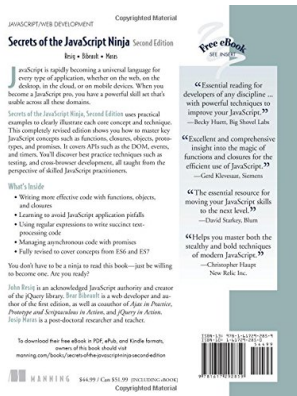 Copyrighted Material
JAVASCRIPT/WEB DEVELOPMENT
Secrets of the JavaScript Ninja Second Edition
Resig • Bibeault • Maras
JavaScript is rapidly becoming a universal language for
every type of application, whether on the web, on the
desktop, in the cloud, or on mobile devices. When you
become a JavaScript pro, you have a powerful skill set that's
usable across all these domains.
Secrets of the JavaScript Ninja, Second Edition uses practical
examples to clearly illustrate each core concept and technique.
This completely revised edition shows you how to master key
JavaScript concepts such as functions, closures, objects, proto-
types, and promises. It covers APIs such as the DOM, events,
and timers. You'll discover best practice techniques such as
testing, and cross-browser development, all taught from the
perspective of skilled JavaScript practitioners.
What's Inside
• Writing more effective code with functions, objects,
and closures
• Learning to avoid JavaScript application pitfalls
• Using regular expressions to write succinct text-
processing code
• Managing asynchronous code with promises
• Fully revised to cover concepts from ES6 and ES7
You don't have to be a ninja to read this book—just be willing
to become one. Are you ready?
John Resig is an acknowledged JavaScript authority and creator
of the jQuery library. Bear Bibeault is a web developer and au-
thor of the first edition, as well as coauthor of Ajax in Practice,
Prototype and Scriptaculous in Action, and jQuery in Action.
Josip Maras is a post-doctoral researcher and teacher.
To download their free eBook in PDF, ePub, and Kindle formats,
owners of this book should visit
manning.com/books/secrets-of-the-javascript-ninja-second-edition
MANNING
$44.99 / Can $51.99 [INCLUDING eBOOK]
Free eBook
SEE INSERT
“Essential reading for
developers of any discipline ...
with powerful techniques to
improve your JavaScript.”
—Becky Huett, Big Shovel Labs
“Excellent and comprehensive
insight into the magic of
functions and closures for the
efficient use of JavaScript.”
—Gerd Klevesaat, Siemens
“The essential resource for
moving your JavaScript skills
to the next level.”
—David Starkey, Blum
“Helps you master both the
stealthy and bold techniques
of modern JavaScript.”
—Christopher Haupt
New Relic Inc.
Copyrighted Material